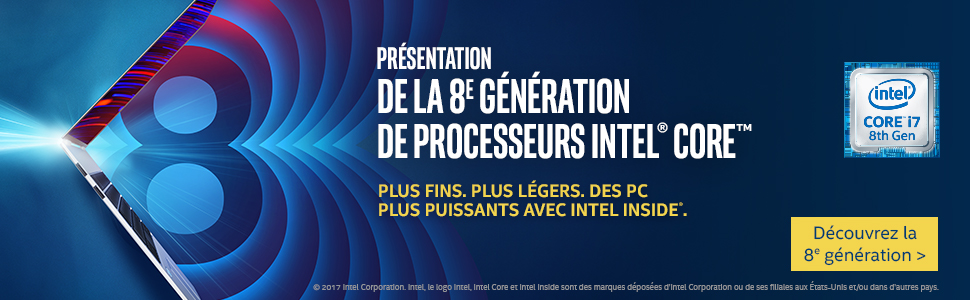 8
PRÉSENTATION
DE LA 8E GÉNÉRATION
DE PROCESSEURS INTEL® CORE™
PLUS FINS. PLUS LÉGERS. DES PC
PLUS PUISSANTS AVEC INTEL INSIDE®.
intel
CORE™ i7
8th Gen
Découvrez la
8e génération >
© 2017 Intel Corporation. Intel, le logo Intel, Intel Core et Intel Inside sont des marques déposées d'Intel Corporation ou de ses filiales aux États-Unis et/ou dans d'autres pays.